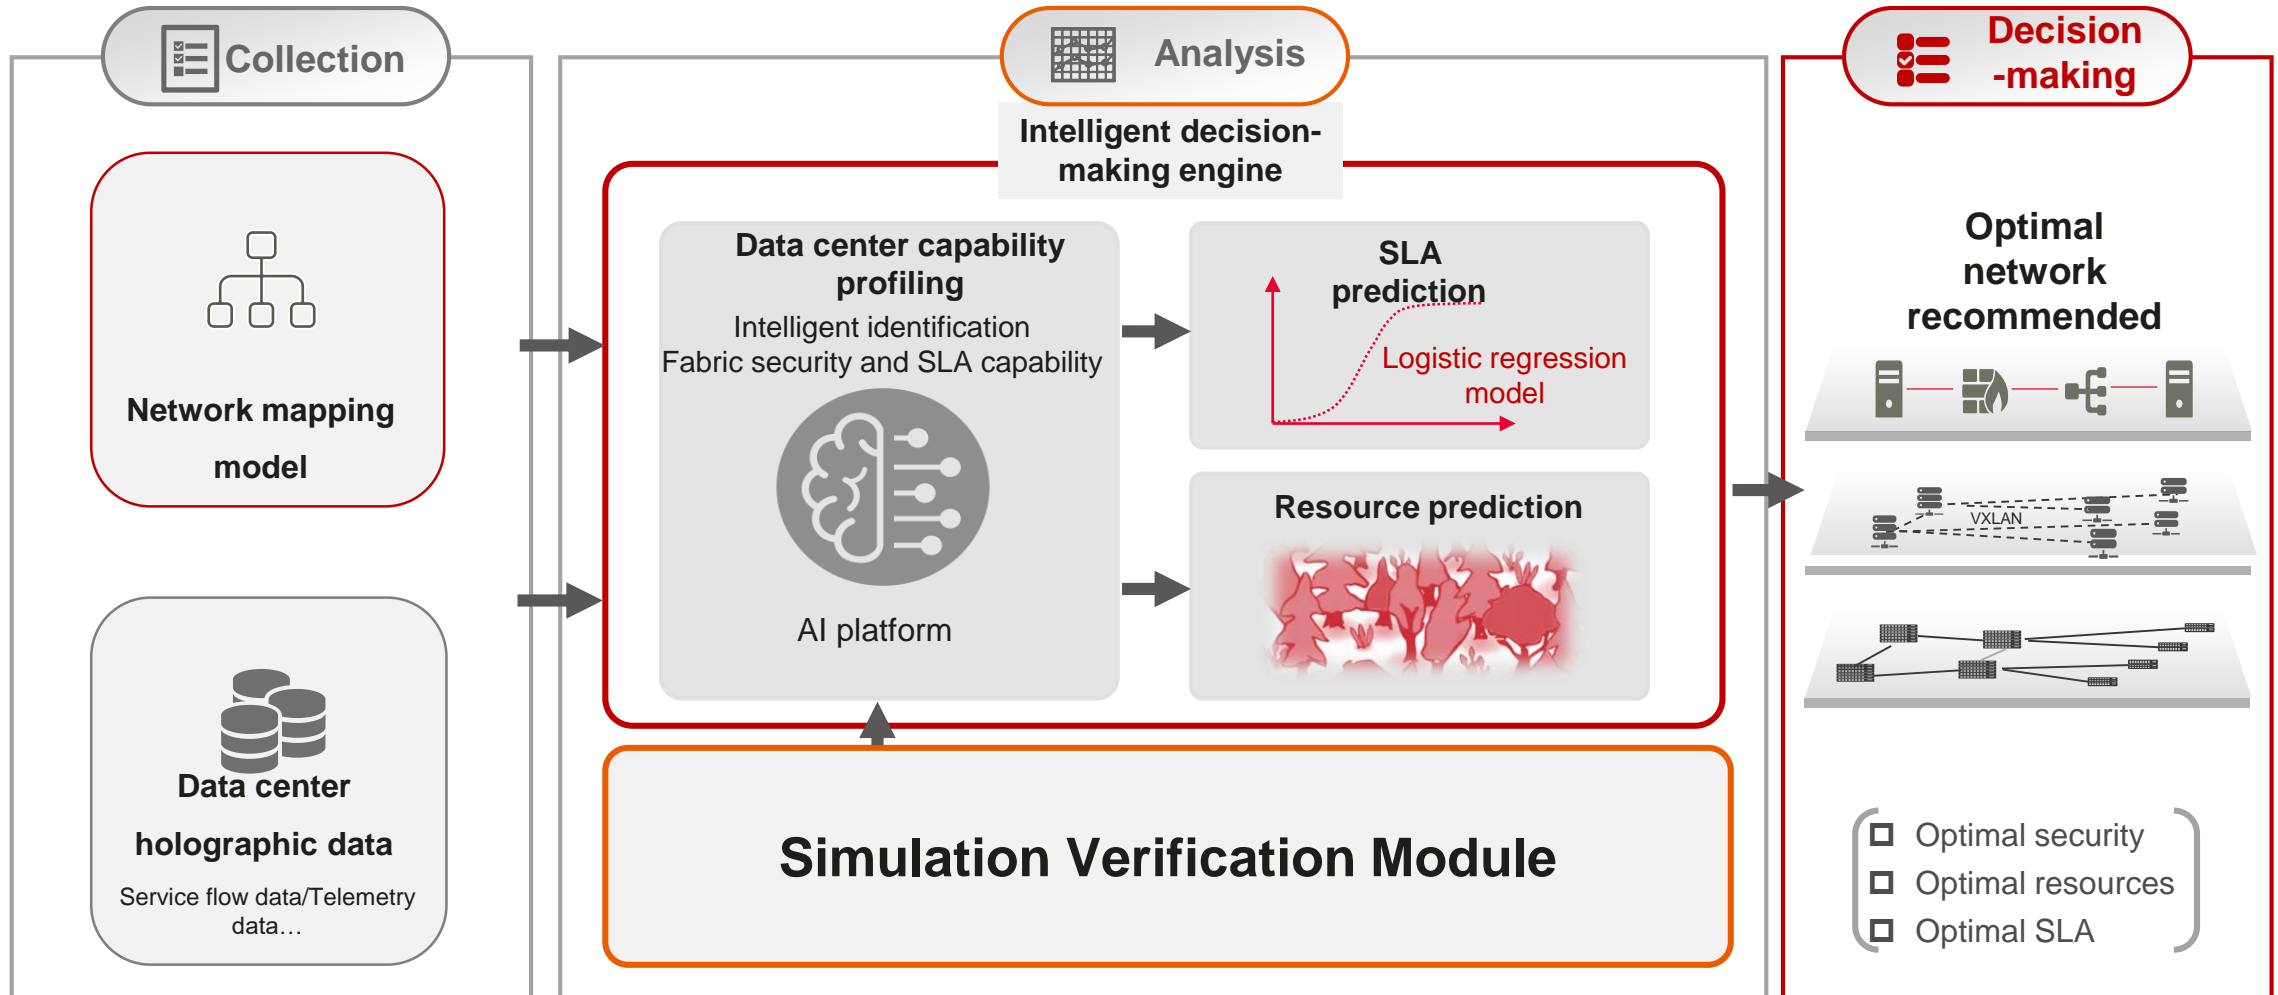 Collection
Network mapping
model
Data center
holographic data
Service flow data/Telemetry
data…
Analysis
Intelligent decision-
making engine
Data center capability
profiling
Intelligent identification
Fabric security and SLA capability
AI platform
SLA
prediction
Logistic regression
model
Resource prediction
Simulation Verification Module
Decision
-making
Optimal
network
recommended
VXLAN
Optimal security
Optimal resources
Optimal SLA